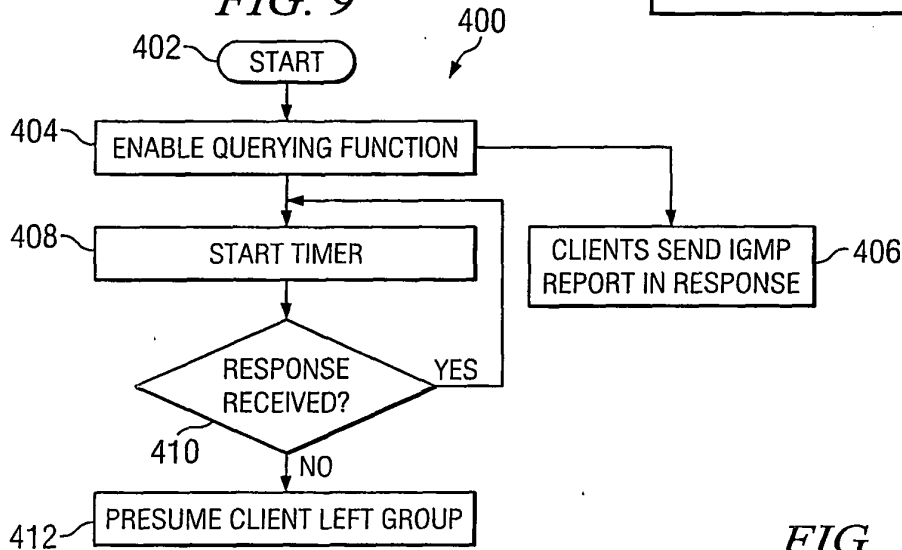 FIG. 9
400
402
START
404
ENABLE QUERYING FUNCTION
408
START TIMER
CLIENTS SEND IGMP
REPORT IN RESPONSE
406
RESPONSE
RECEIVED?
YES
410
NO
412
PRESUME CLIENT LEFT GROUP
FIG